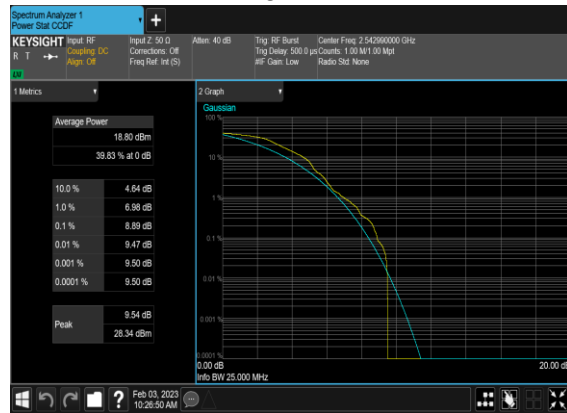 Spectrum Analyzer 1
Power Stat CCDF
+
KEYSIGHT
R T
LW
Input: RF
Coupling: DC
Align: Off
Input Z: 50 Ω
Corrections: Off
Freq Ref: Int (S)
Atten: 40 dB
Trig: RF Burst
Trig Delay: 500.0 µs
#IF Gain: Low
Center Freq: 2.542990000 GHz
Counts: 1.00 M/1.00 Mpt
Radio Std: None
1 Metrics
Average Power
18.80 dBm
39.83 % at 0 dB
10.0 % 4.64 dB
1.0 % 6.98 dB
0.1 % 8.89 dB
0.01 % 9.47 dB
0.001 % 9.50 dB
0.0001 % 9.50 dB
Peak 9.54 dB
28.34 dBm
2 Graph
Gaussian
100 %
10 %
1 %
0.1 %
0.01 %
0.001 %
0.0001 %
0.00 dB
20.00 dB
Info BW 25.000 MHz
?
Feb 03, 2023
10:26:50 AM